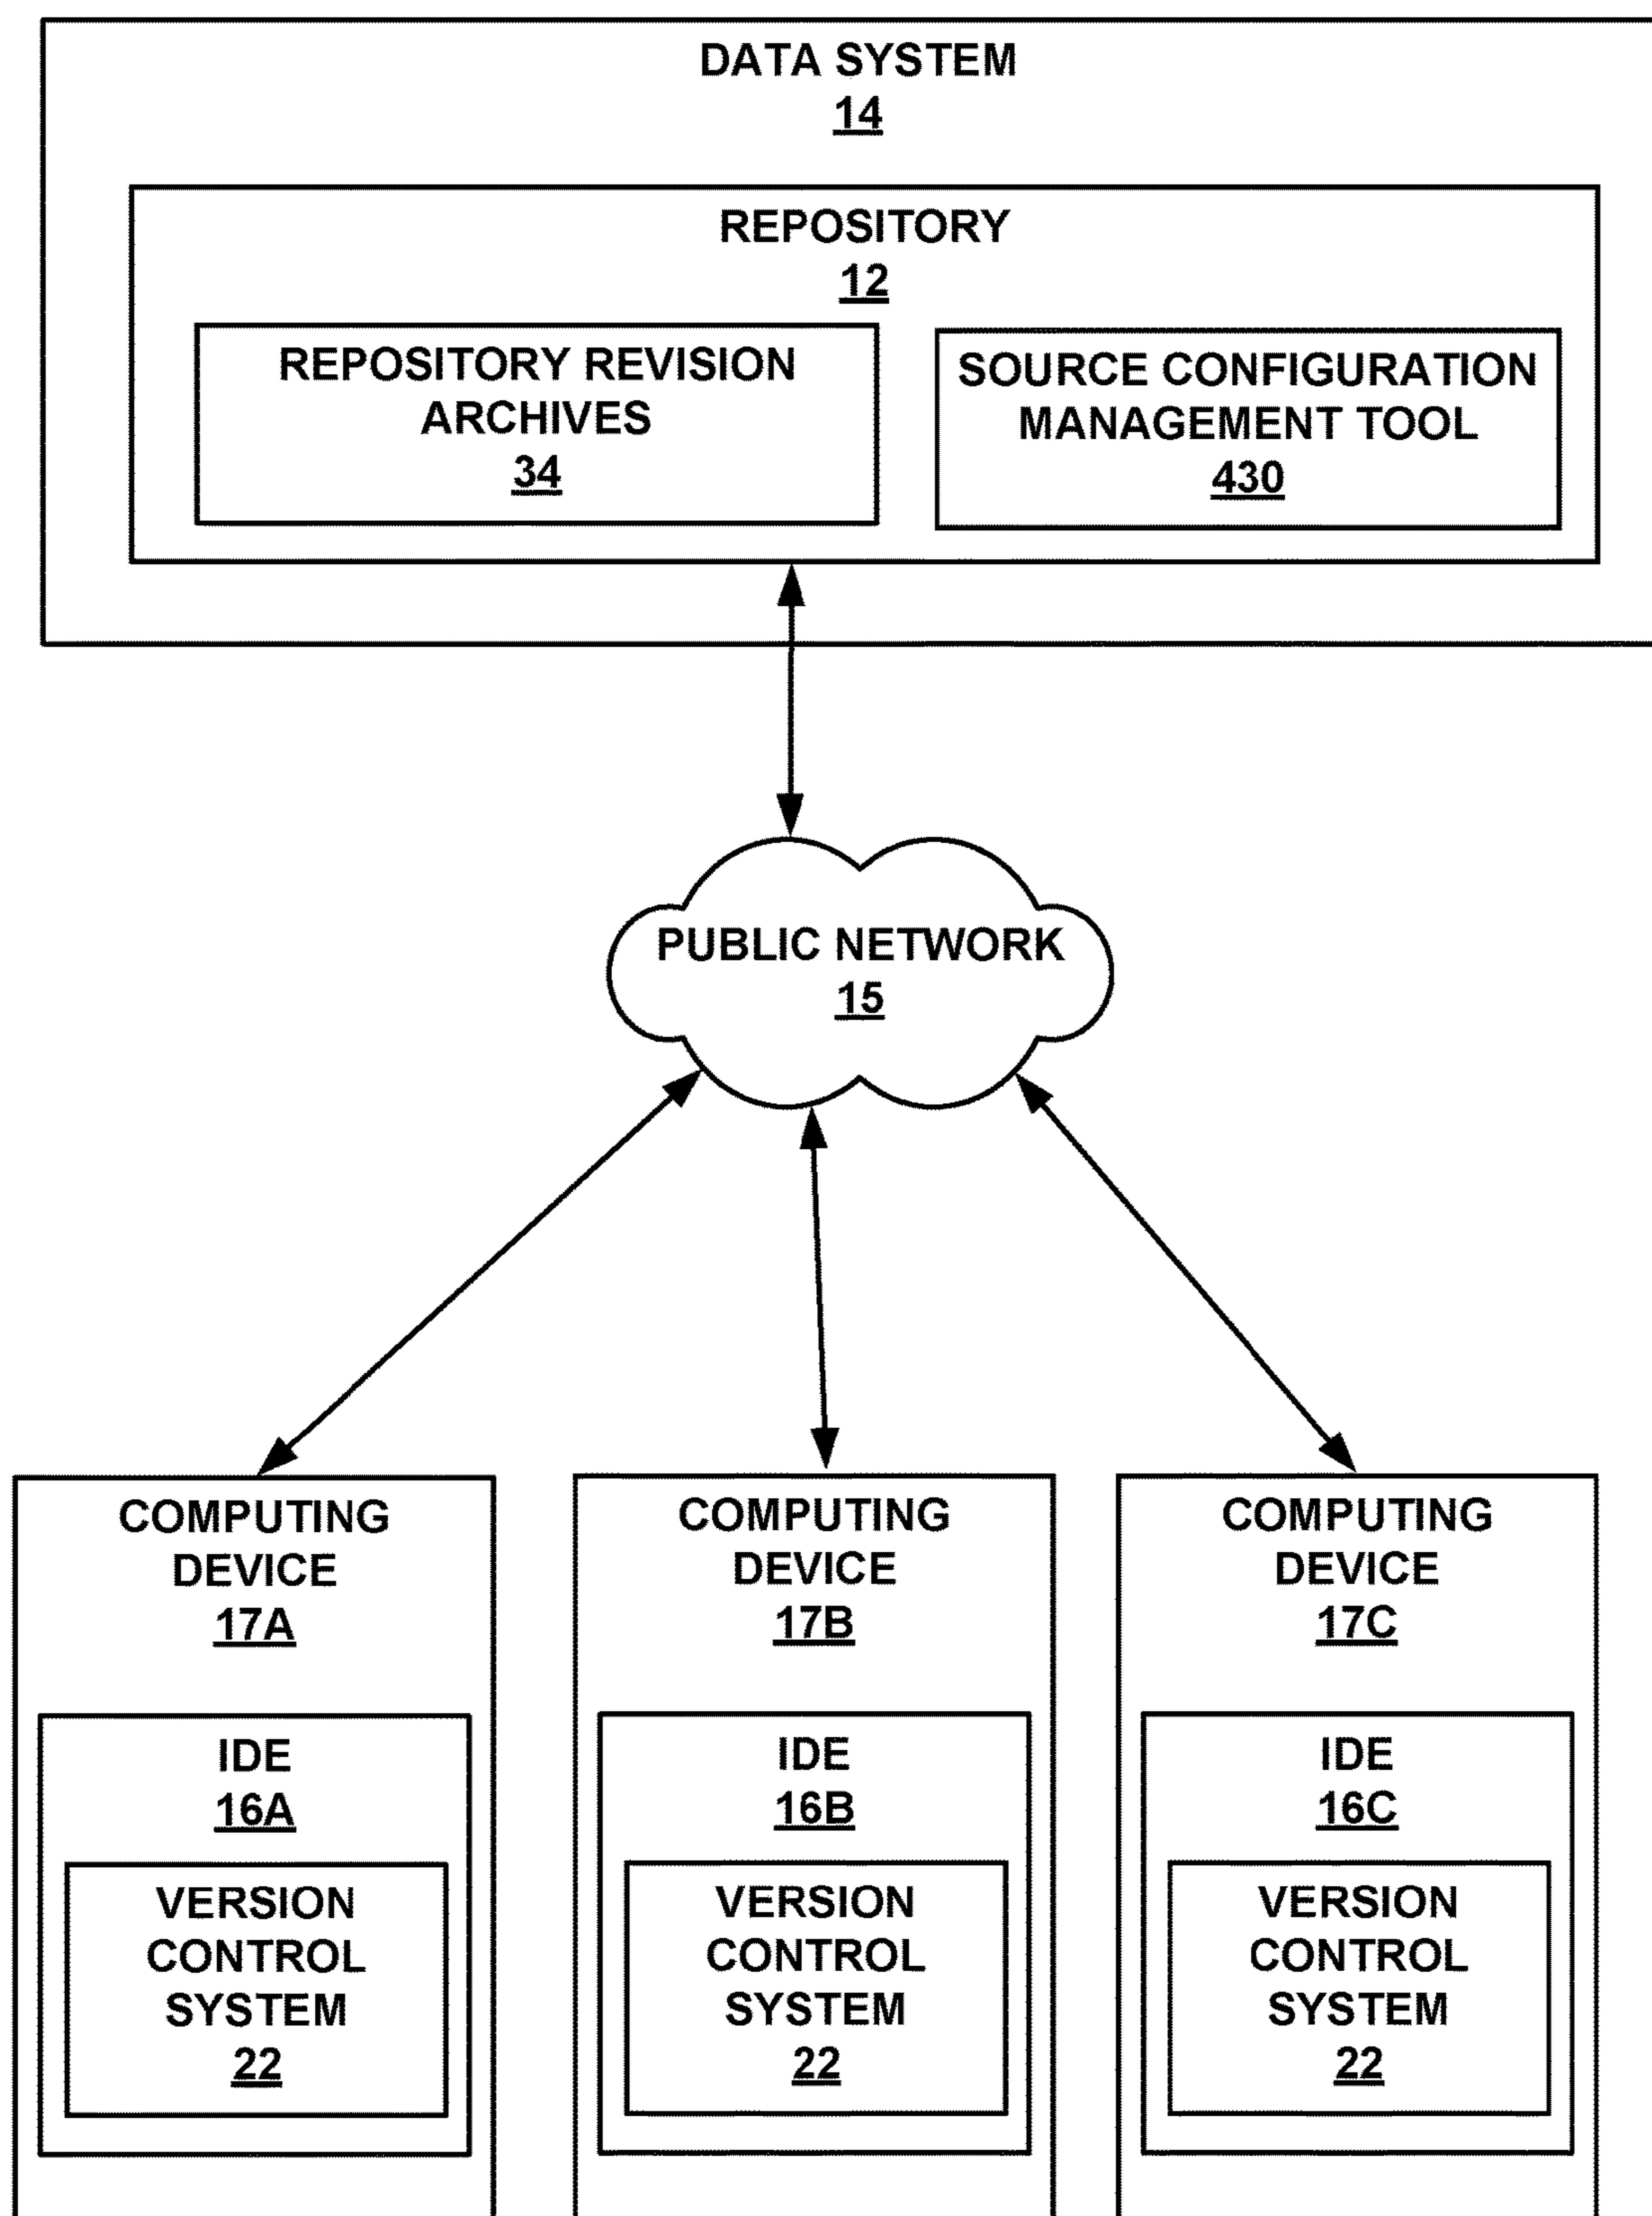 DATA SYSTEM
14
REPOSITORY
12
REPOSITORY REVISION
ARCHIVES
34
SOURCE CONFIGURATION
MANAGEMENT TOOL
430
PUBLIC NETWORK
15
COMPUTING
DEVICE
17A
IDE
16A
VERSION
CONTROL
SYSTEM
22
COMPUTING
DEVICE
17B
IDE
16B
VERSION
CONTROL
SYSTEM
22
COMPUTING
DEVICE
17C
IDE
16C
VERSION
CONTROL
SYSTEM
22